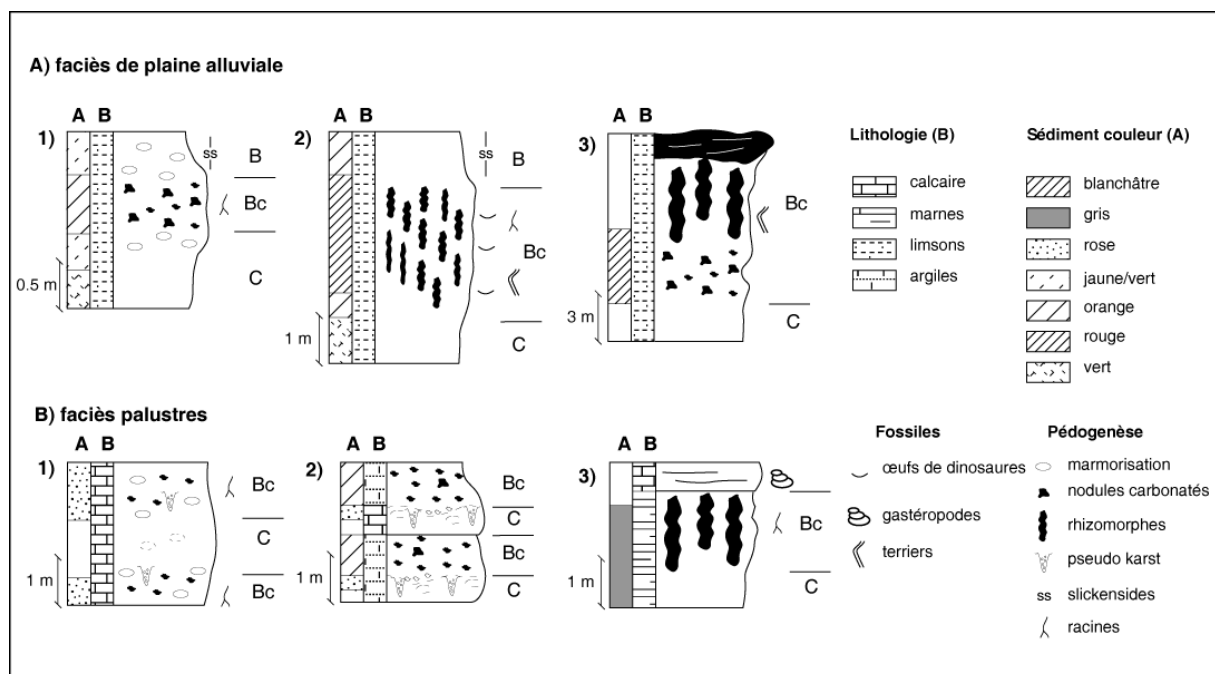 A) faciès de plaine alluviale
A B
1)
ss
B
Bc
C
0.5 m
A B
2)
ss
B
Bc
C
1 m
A B
3)
Bc
C
3 m
Lithologie (B)
calcaire
marnes
limsons
argiles
Sédiment couleur (A)
blanchâtre
gris
rose
jaune/vert
orange
rouge
vert
B) faciès palustres
A B
1)
Bc
C
Bc
1 m
A B
2)
Bc
C
Bc
C
1 m
A B
3)
Bc
C
1 m
Fossiles
œufs de dinosaures
gastéropodes
terriers
Pédogenèse
marmorisation
nodules carbonatés
rhizomorphes
pseudo karst
ss slickensides
racines